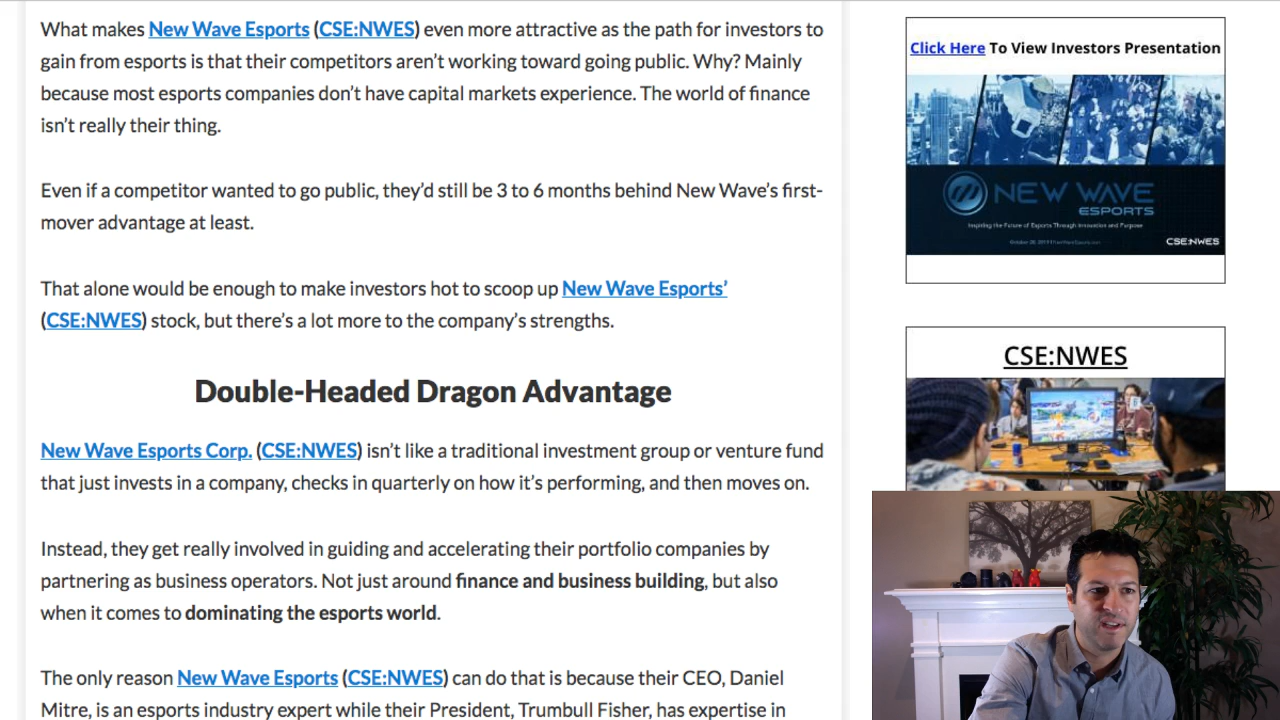 What makes New Wave Esports (CSE:NWES) even more attractive as the path for investors to
gain from esports is that their competitors aren’t working toward going public. Why? Mainly
because most esports companies don’t have capital markets experience. The world of finance
isn’t really their thing.
Even if a competitor wanted to go public, they’d still be 3 to 6 months behind New Wave’s first-
mover advantage at least.
That alone would be enough to make investors hot to scoop up New Wave Esports’
(CSE:NWES) stock, but there’s a lot more to the company’s strengths.
Double-Headed Dragon Advantage
New Wave Esports Corp. (CSE:NWES) isn’t like a traditional investment group or venture fund
that just invests in a company, checks in quarterly on how it’s performing, and then moves on.
Instead, they get really involved in guiding and accelerating their portfolio companies by
partnering as business operators. Not just around finance and business building, but also
when it comes to dominating the esports world.
The only reason New Wave Esports (CSE:NWES) can do that is because their CEO, Daniel
Mitre, is an esports industry expert while their President, Trumbull Fisher, has expertise in
Click Here To View Investors Presentation
NEW WAVE
ESPORTS
Inspiring the Future of Esports Through Innovation and Purpose
CSE:NWES
CSE:NWES